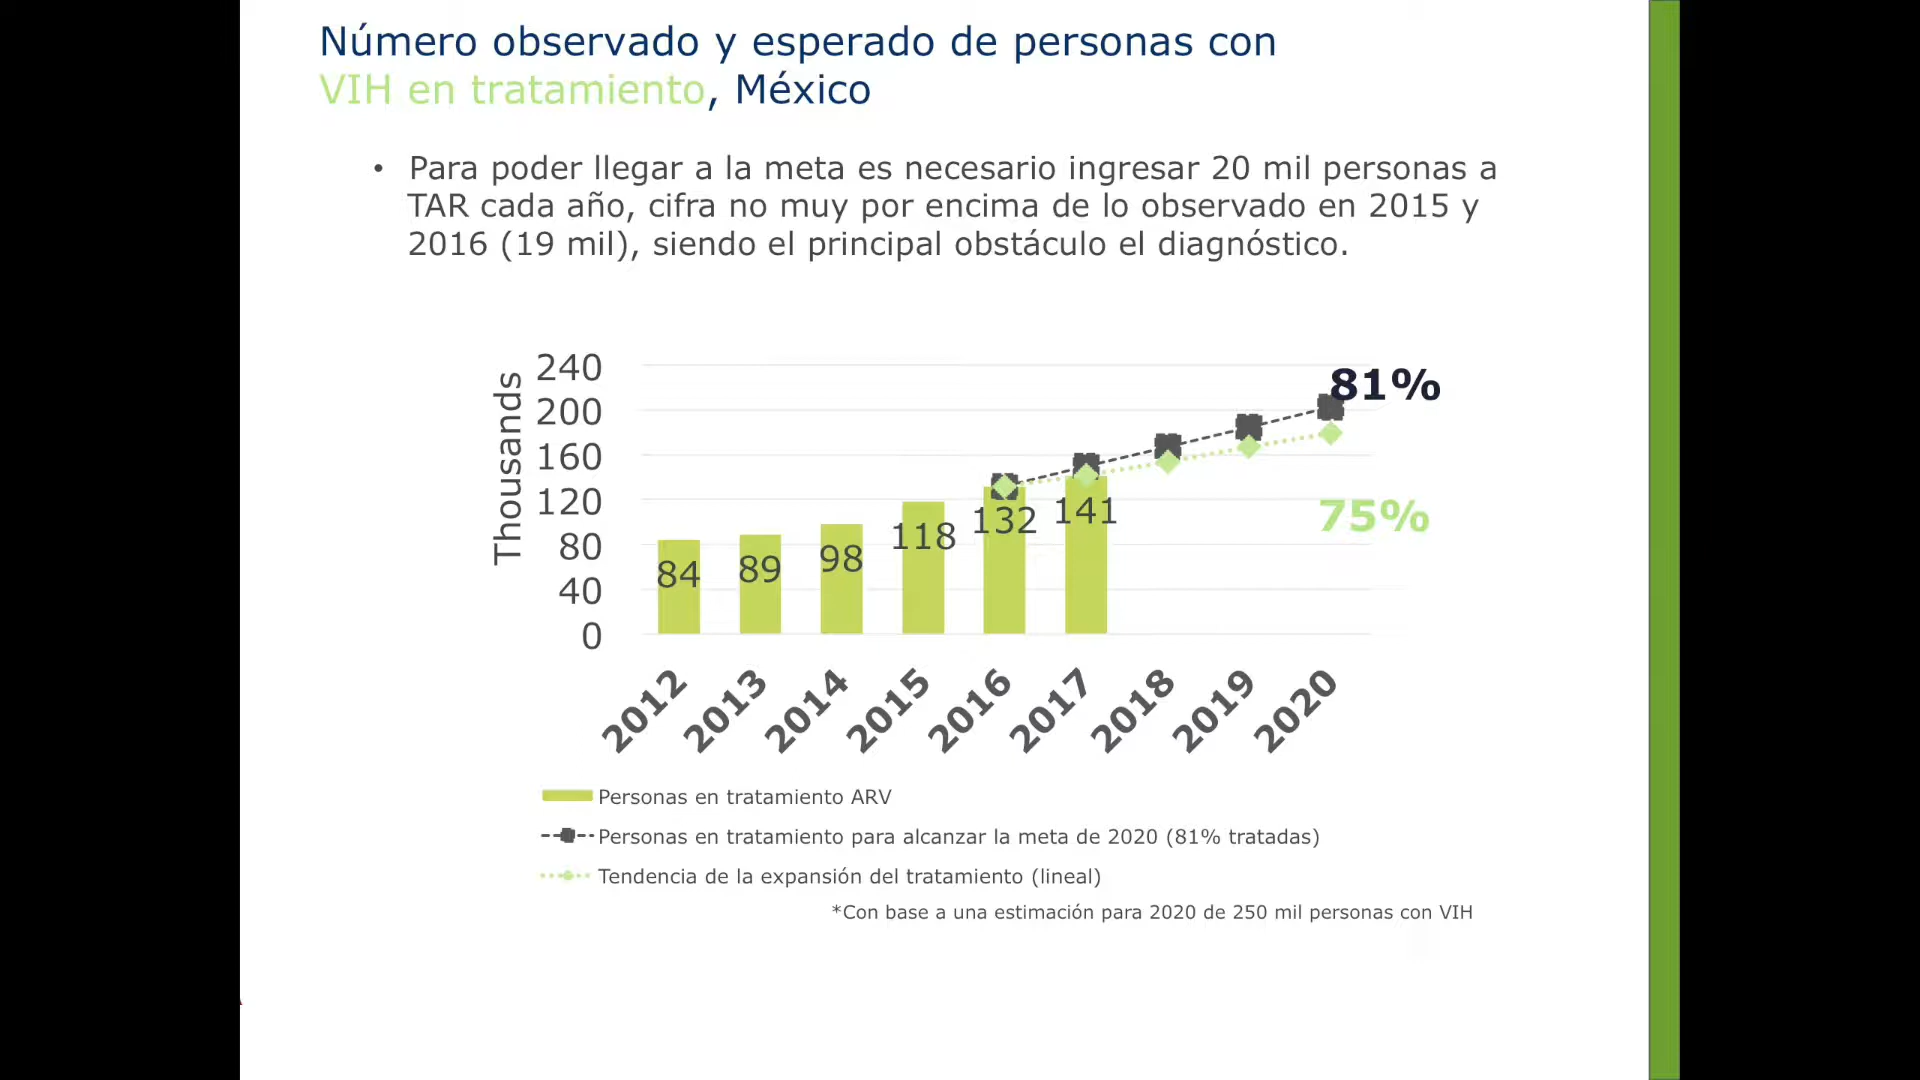 Número observado y esperado de personas con
VIH en tratamiento, México
• Para poder llegar a la meta es necesario ingresar 20 mil personas a
TAR cada año, cifra no muy por encima de lo observado en 2015 y
2016 (19 mil), siendo el principal obstáculo el diagnóstico.
Thousands
240
200
160
120
80
40
0
81%
75%
84
89
98
118
132
141
2012
2013
2014
2015
2016
2017
2018
2019
2020
Personas en tratamiento ARV
Personas en tratamiento para alcanzar la meta de 2020 (81% tratadas)
Tendencia de la expansión del tratamiento (lineal)
*Con base a una estimación para 2020 de 250 mil personas con VIH